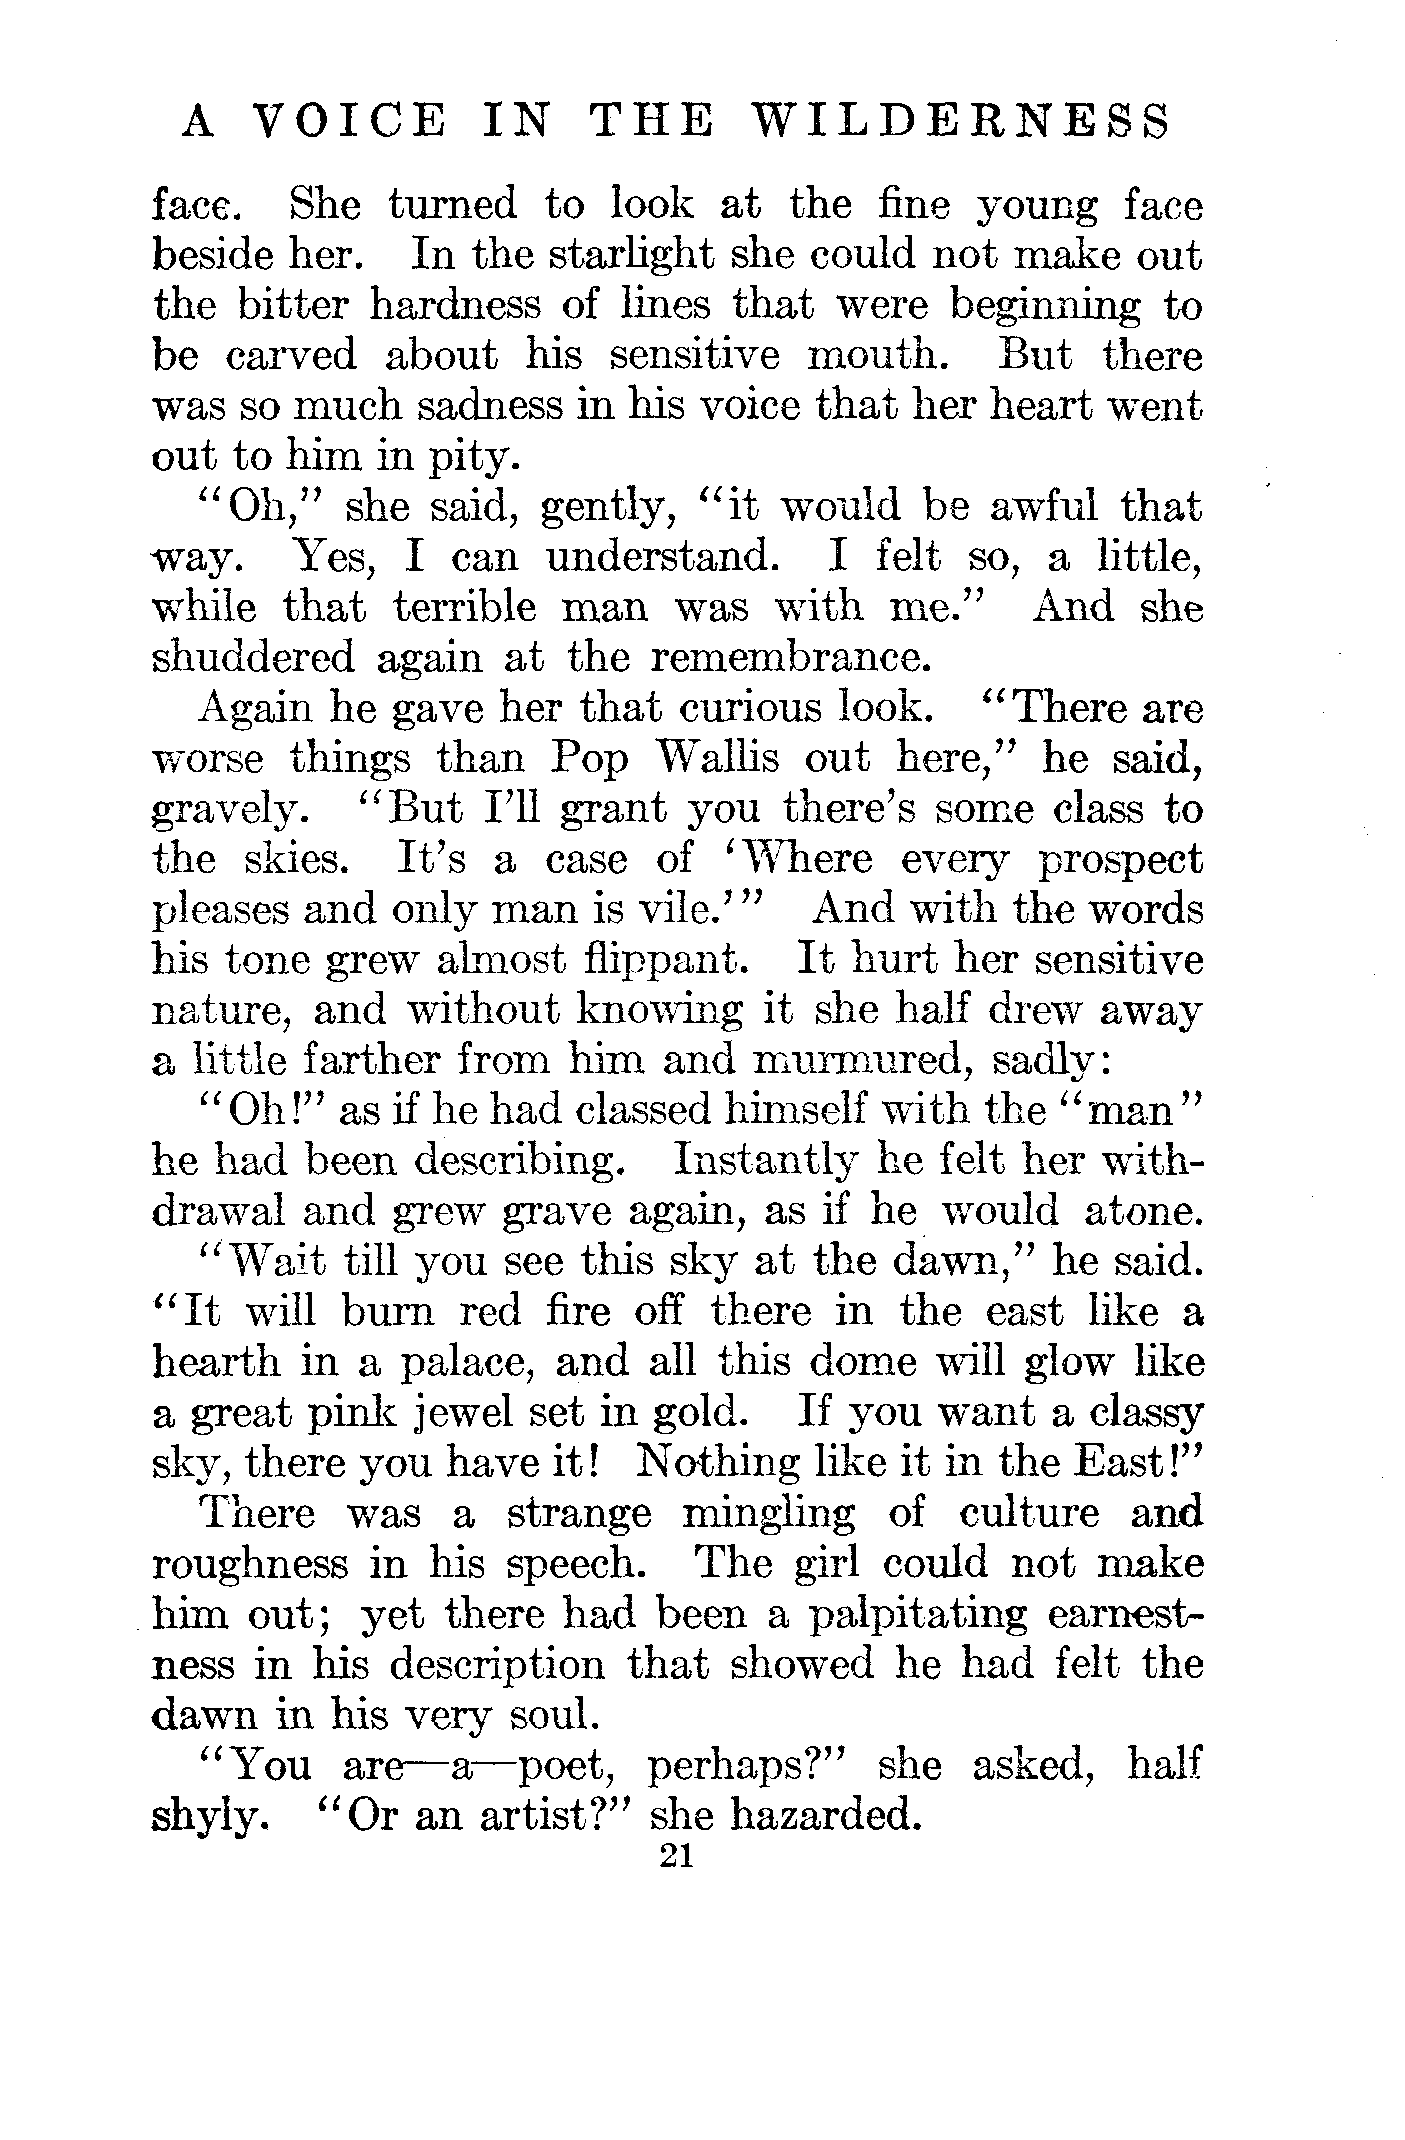 A VOICE IN THE WILDERNESS
face. She turned to look at the fine young face
beside her. In the starlight she could not make out
the bitter hardness of lines that were beginning to
be carved about his sensitive mouth. But there
was so much sadness in his voice that her heart went
out to him in pity.
"Oh," she said, gently, "it would be awful that
way. Yes, I can understand. I felt so, a little,
while that terrible man was with me." And she
shuddered again at the remembrance.
Again he gave her that curious look. "There are
worse things than Pop Wallis out here," he said,
gravely. "But I'll grant you there's some class to
the skies. It's a case of 'Where every prospect
pleases and only man is vile.'" And with the words
his tone grew almost flippant. It hurt her sensitive
nature, and without knowing it she half drew away
a little farther from him and murmured, sadly:
"Oh!" as if he had classed himself with the "man"
he had been describing. Instantly he felt her with-
drawal and grew grave again, as if he would atone.
"Wait till you see this sky at the dawn," he said.
"It will burn red fire off there in the east like a
hearth in a palace, and all this dome will glow like
a great pink jewel set in gold. If you want a classy
sky, there you have it! Nothing like it in the East!"
There was a strange mingling of culture and
roughness in his speech. The girl could not make
him out; yet there had been a palpitating earnest-
ness in his description that showed he had felt the
dawn in his very soul.
"You are—a—poet, perhaps?" she asked, half
shyly. "Or an artist?" she hazarded.
21